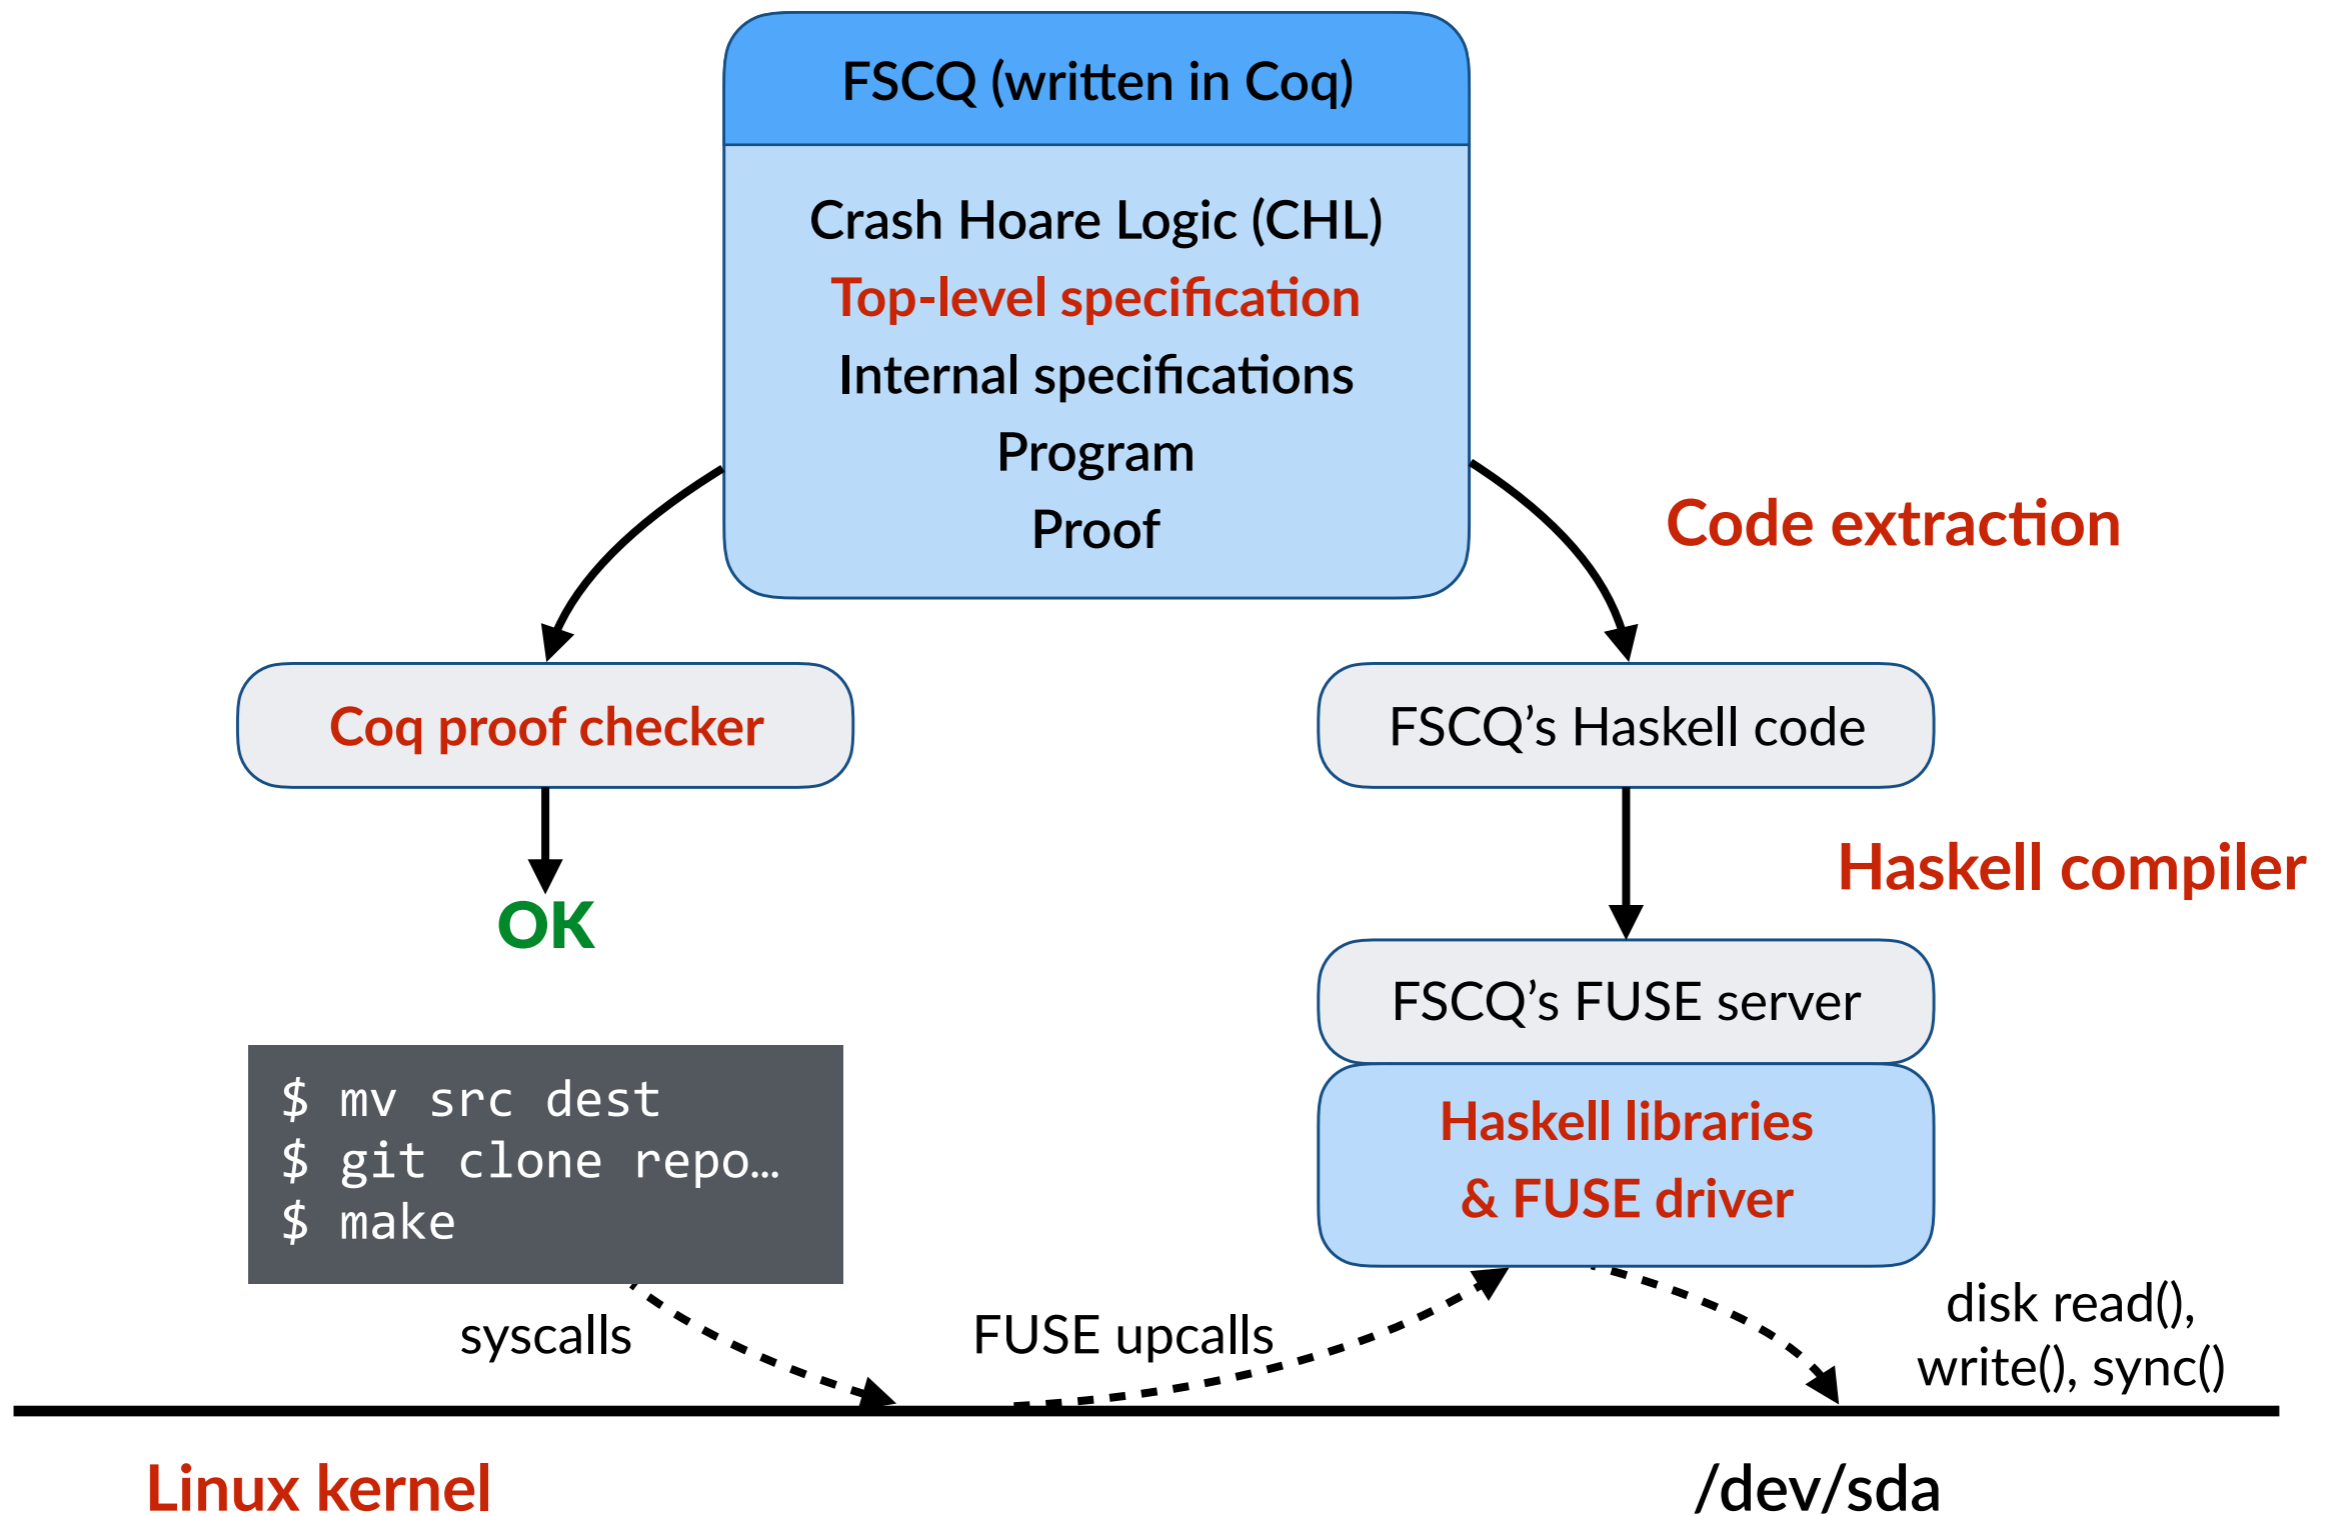 FSCQ (written in Coq)
Crash Hoare Logic (CHL)
Top-level specification
Internal specifications
Program
Proof
Code extraction
Coq proof checker
FSCQ’s Haskell code
Haskell compiler
OK
FSCQ’s FUSE server
$ mv src dest
$ git clone repo…
$ make
Haskell libraries
& FUSE driver
syscalls
FUSE upcalls
disk read(),
write(), sync()
Linux kernel
/dev/sda